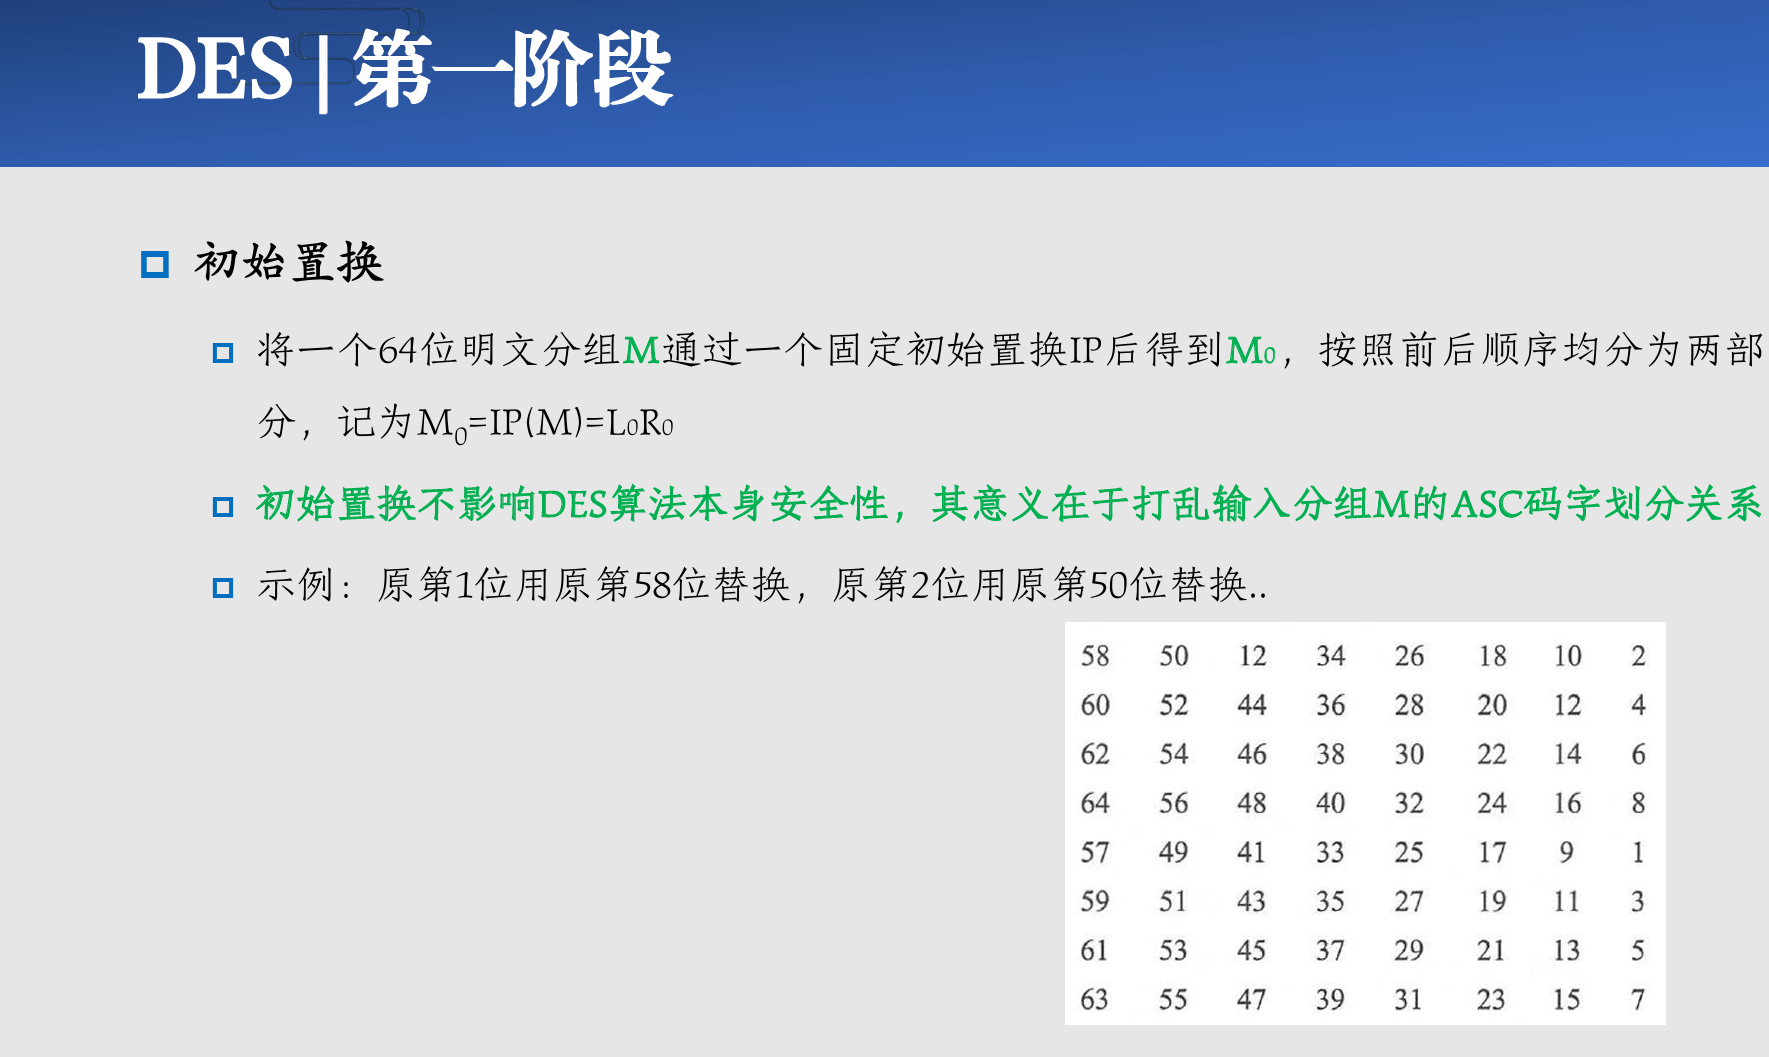 DES|第一阶段
初始置换
将一个64位明文分组M通过一个固定初始置换IP后得到M₀，按照前后顺序均分为两部
分，记为M₀=IP(M)=L₀R₀
初始置换不影响DES算法本身安全性，其意义在于打乱输入分组M的ASC码字划分关系
示例：原第1位用原第58位替换，原第2位用原第50位替换..
58 50 12 34 26 18 10 2
60 52 44 36 28 20 12 4
62 54 46 38 30 22 14 6
64 56 48 40 32 24 16 8
57 49 41 33 25 17 9 1
59 51 43 35 27 19 11 3
61 53 45 37 29 21 13 5
63 55 47 39 31 23 15 7